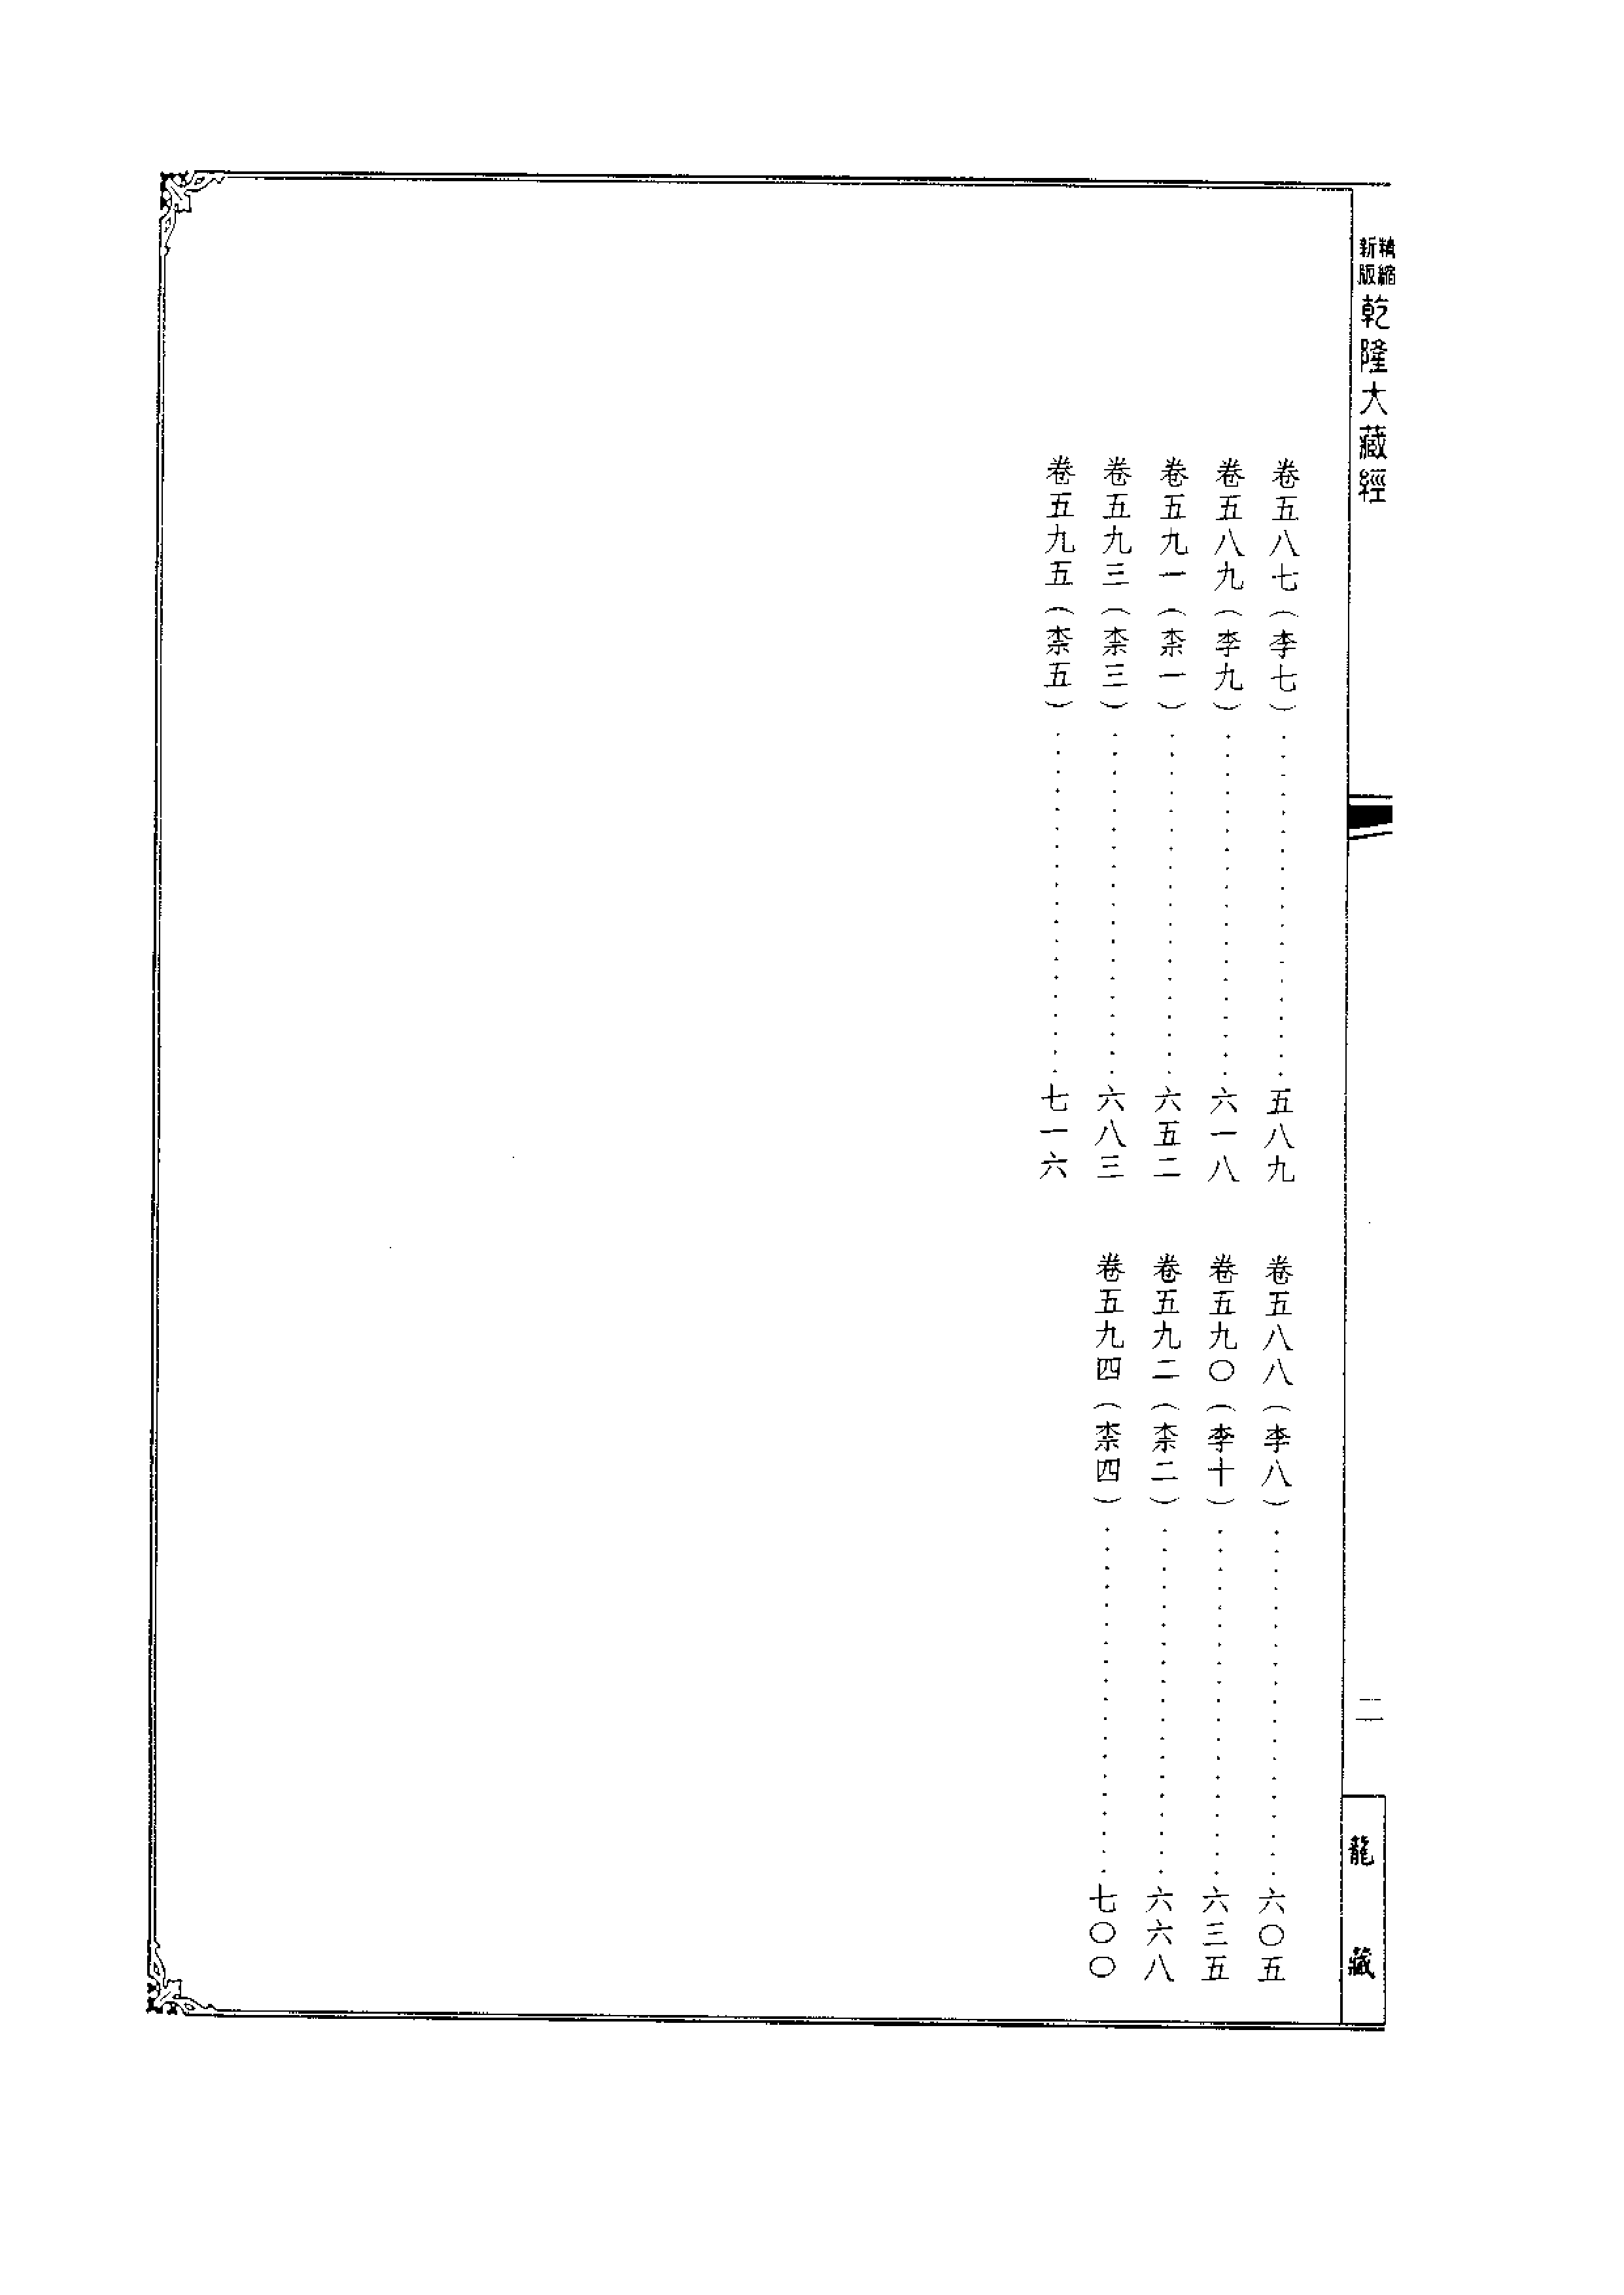 精縮
新版
乾隆大藏經
二
龍藏
卷五八七（李七）…………………五八九
卷五八八（李八）…………………六〇五
卷五八九（李九）…………………六一八
卷五九〇（李十）…………………六三五
卷五九一（柰一）…………………六五二
卷五九二（柰二）…………………六六八
卷五九三（柰三）…………………六八三
卷五九四（柰四）…………………七〇〇
卷五九五（柰五）…………………七一六